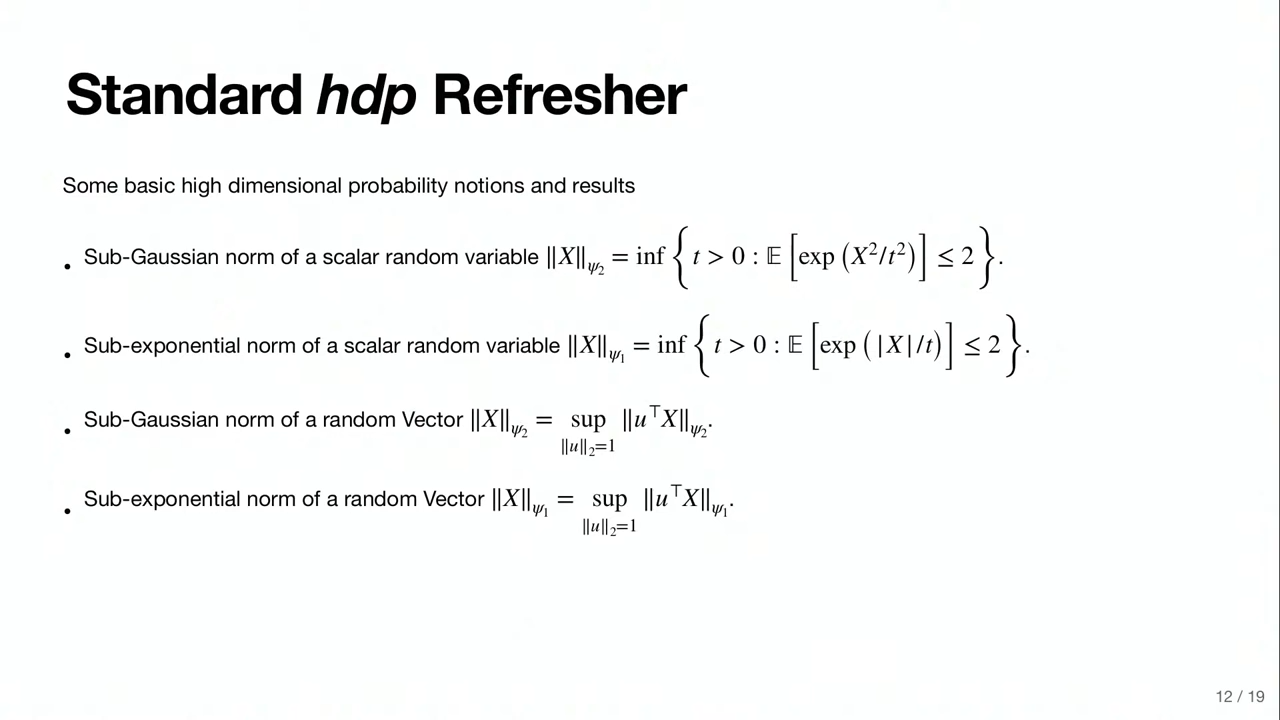 Standard hdp Refresher
Some basic high dimensional probability notions and results
• Sub-Gaussian norm of a scalar random variable ‖X‖_ψ₂ = inf { t > 0 : 𝔼 [exp (X²/t²)] ≤ 2 }.
• Sub-exponential norm of a scalar random variable ‖X‖_ψ₁ = inf { t > 0 : 𝔼 [exp (|X|/t)] ≤ 2 }.
• Sub-Gaussian norm of a random Vector ‖X‖_ψ₂ = sup_{‖u‖₂=1} ‖u^⊤X‖_ψ₂.
• Sub-exponential norm of a random Vector ‖X‖_ψ₁ = sup_{‖u‖₂=1} ‖u^⊤X‖_ψ₁.
12 / 19